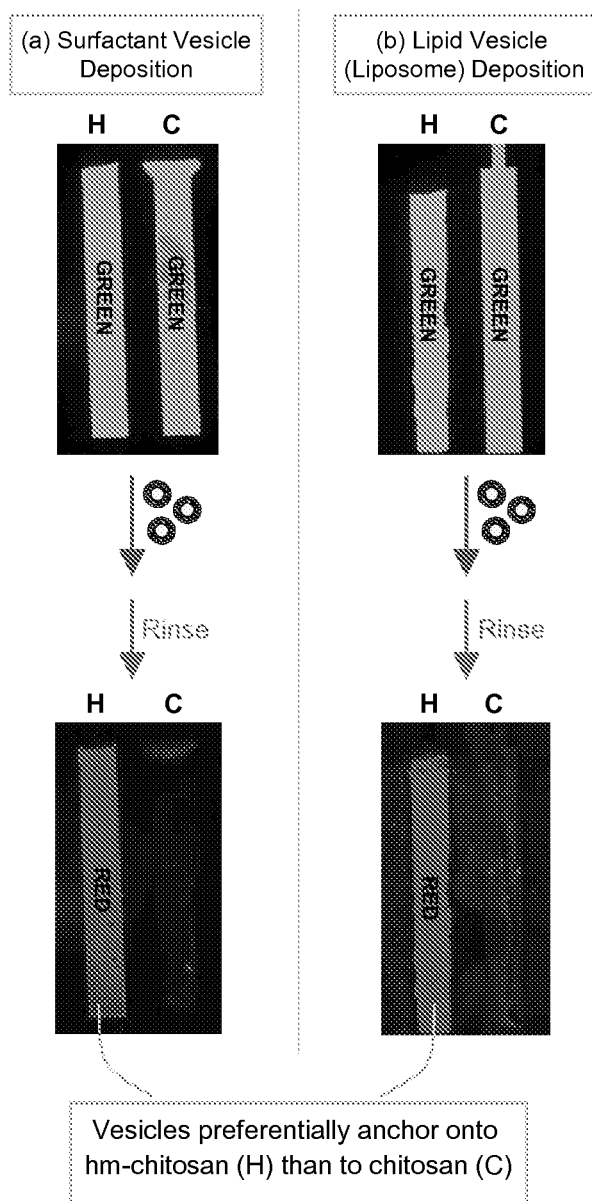 (a) Surfactant Vesicle
Deposition
H C
GREEN
GREEN
Rinse
H C
RED
(b) Lipid Vesicle
(Liposome) Deposition
H C
GREEN
GREEN
Rinse
H C
RED
Vesicles preferentially anchor onto
hm-chitosan (H) than to chitosan (C)